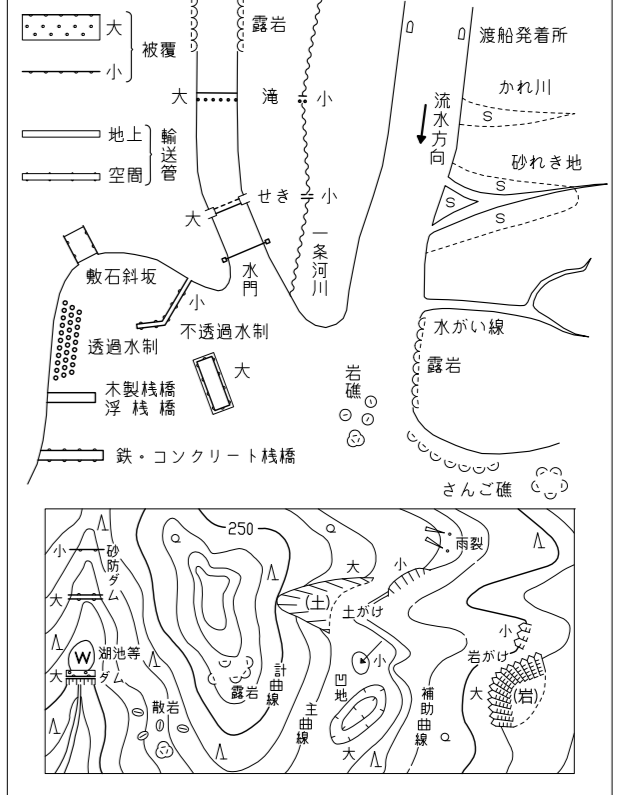 大
被覆
小
地上
輸送管
空間
露岩
大
滝
小
せき
小
大
水門
一条河川
渡船発着所
かれ川
S
流水方向
砂れき地
S
S
敷石斜坂
小
不透過水制
透過水制
大
木製桟橋
浮桟橋
鉄・コンクリート桟橋
岩礁
水がい線
露岩
さんご礁
小
砂防ダム
大
W
湖池等
大
ダム
250
散岩
露岩
計曲線
主曲線
大
(土)
土がけ
小
雨裂
小
凹地
大
補助曲線
小
岩がけ
大
(岩)